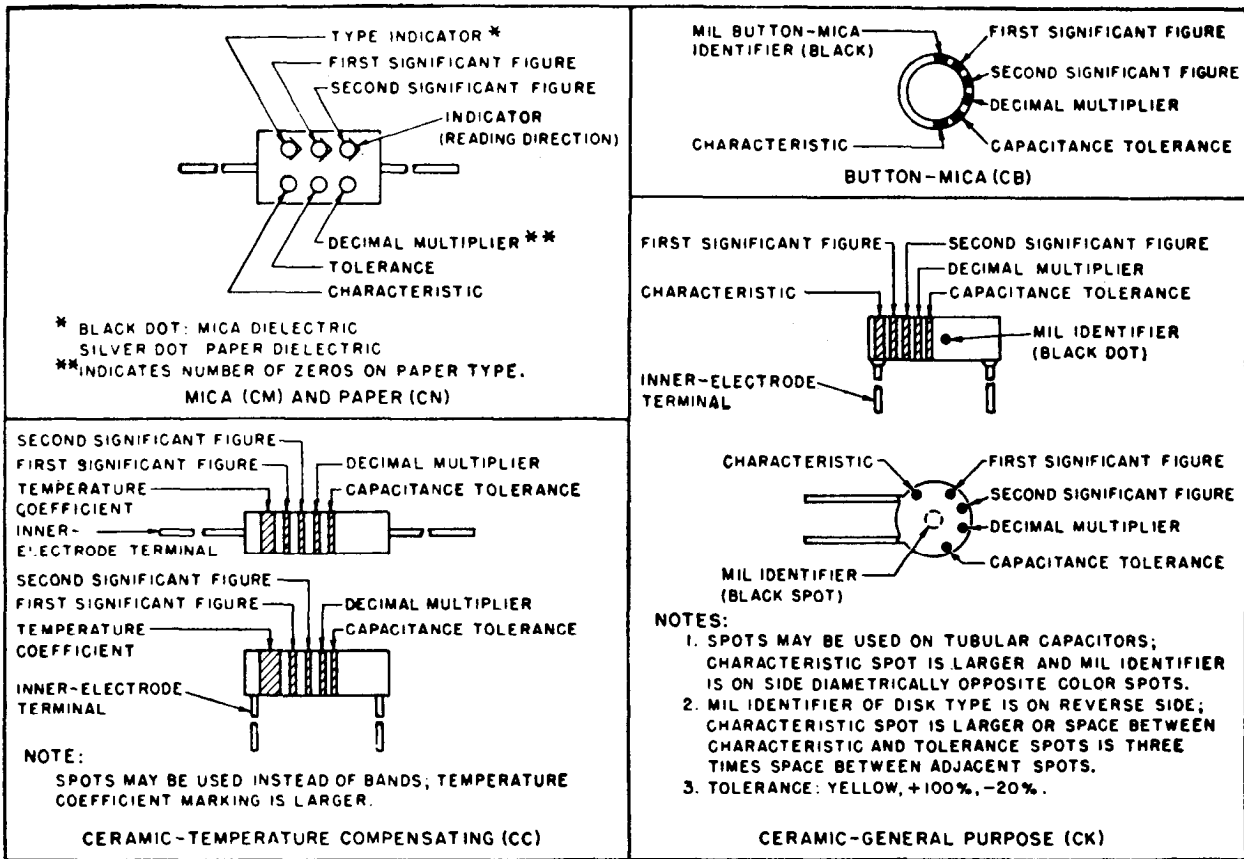 TYPE INDICATOR *
FIRST SIGNIFICANT FIGURE
SECOND SIGNIFICANT FIGURE
INDICATOR
(READING DIRECTION)
DECIMAL MULTIPLIER **
TOLERANCE
CHARACTERISTIC
* BLACK DOT: MICA DIELECTRIC
SILVER DOT PAPER DIELECTRIC
** INDICATES NUMBER OF ZEROS ON PAPER TYPE.
MICA (CM) AND PAPER (CN)
MIL BUTTON-MICA
IDENTIFIER (BLACK)
FIRST SIGNIFICANT FIGURE
SECOND SIGNIFICANT FIGURE
DECIMAL MULTIPLIER
CHARACTERISTIC
CAPACITANCE TOLERANCE
BUTTON-MICA (CB)
SECOND SIGNIFICANT FIGURE
FIRST SIGNIFICANT FIGURE
DECIMAL MULTIPLIER
TEMPERATURE
COEFFICIENT
CAPACITANCE TOLERANCE
INNER-
ELECTRODE TERMINAL
SECOND SIGNIFICANT FIGURE
FIRST SIGNIFICANT FIGURE
DECIMAL MULTIPLIER
TEMPERATURE
COEFFICIENT
CAPACITANCE TOLERANCE
INNER-ELECTRODE
TERMINAL
NOTE:
SPOTS MAY BE USED INSTEAD OF BANDS; TEMPERATURE
COEFFICIENT MARKING IS LARGER.
CERAMIC-TEMPERATURE COMPENSATING (CC)
FIRST SIGNIFICANT FIGURE
SECOND SIGNIFICANT FIGURE
DECIMAL MULTIPLIER
CHARACTERISTIC
CAPACITANCE TOLERANCE
MIL IDENTIFIER
(BLACK DOT)
INNER-ELECTRODE
TERMINAL
CHARACTERISTIC
FIRST SIGNIFICANT FIGURE
SECOND SIGNIFICANT FIGURE
DECIMAL MULTIPLIER
CAPACITANCE TOLERANCE
MIL IDENTIFIER
(BLACK SPOT)
NOTES:
1. SPOTS MAY BE USED ON TUBULAR CAPACITORS;
CHARACTERISTIC SPOT IS LARGER AND MIL IDENTIFIER
IS ON SIDE DIAMETRICALLY OPPOSITE COLOR SPOTS.
2. MIL IDENTIFIER OF DISK TYPE IS ON REVERSE SIDE;
CHARACTERISTIC SPOT IS LARGER OR SPACE BETWEEN
CHARACTERISTIC AND TOLERANCE SPOTS IS THREE
TIMES SPACE BETWEEN ADJACENT SPOTS.
3. TOLERANCE: YELLOW, +100%, -20%.
CERAMIC-GENERAL PURPOSE (CK)